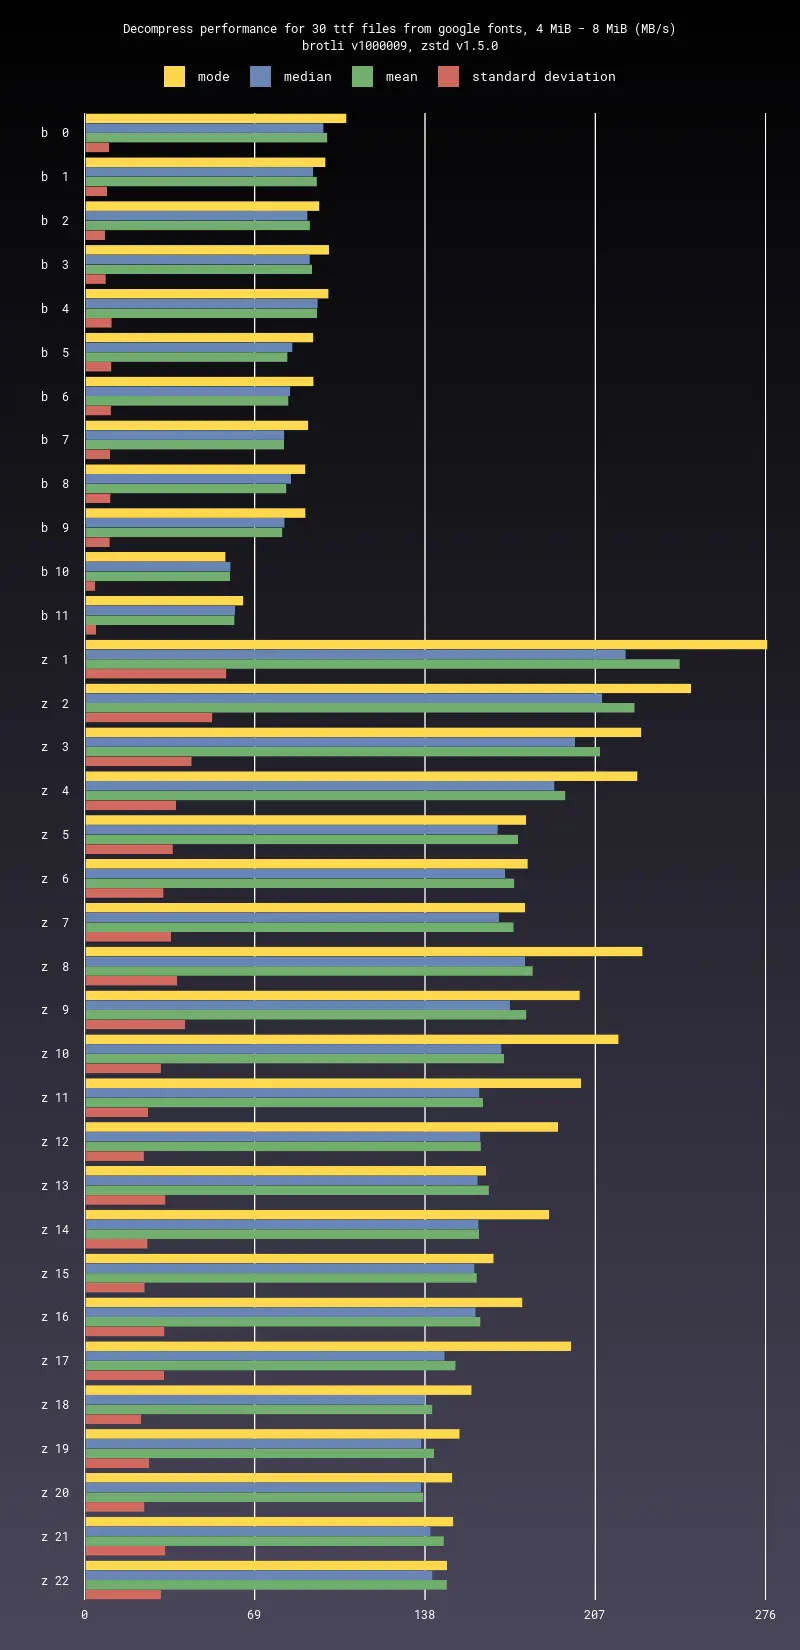 Decompress performance for 30 ttf files from google fonts, 4 MiB - 8 MiB (MB/s)
brotli v1000009, zstd v1.5.0
mode median mean standard deviation
b 0
b 1
b 2
b 3
b 4
b 5
b 6
b 7
b 8
b 9
b 10
b 11
z 1
z 2
z 3
z 4
z 5
z 6
z 7
z 8
z 9
z 10
z 11
z 12
z 13
z 14
z 15
z 16
z 17
z 18
z 19
z 20
z 21
z 22
0 69 138 207 276